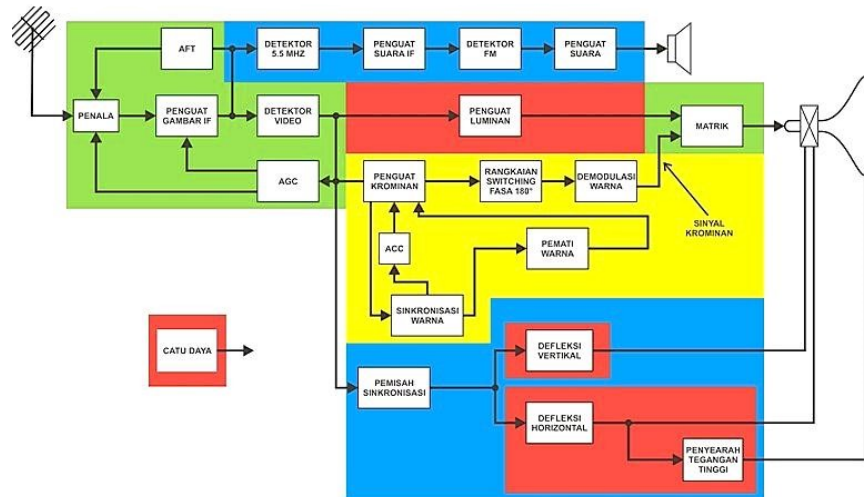 AFT
DETEKTOR
5.5 MHZ
PENGUAT
SUARA IF
DETEKTOR
FM
PENGUAT
SUARA
PENALA
PENGUAT
GAMBAR IF
DETEKTOR
VIDEO
PENGUAT
LUMINAN
MATRIK
AGC
PENGUAT
KROMINAN
RANGKAIAN
SWITCHING
FASA 180°
DEMODULASI
WARNA
SINYAL
KROMINAN
ACC
PEMATI
WARNA
SINKRONISASI
WARNA
CATU DAYA
DEFLEKSI
VERTIKAL
PEMISAH
SINKRONISASI
DEFLEKSI
HORIZONTAL
PENYEARAH
TEGANGAN
TINGGI